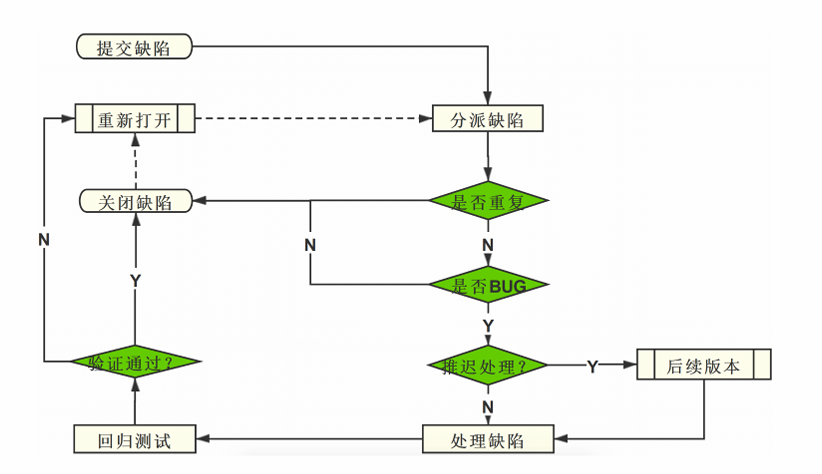 提交缺陷
重新打开
分派缺陷
关闭缺陷
是否重复
N
N
N
是否BUG
Y
Y
验证通过?
推迟处理?
Y
后续版本
N
回归测试
处理缺陷